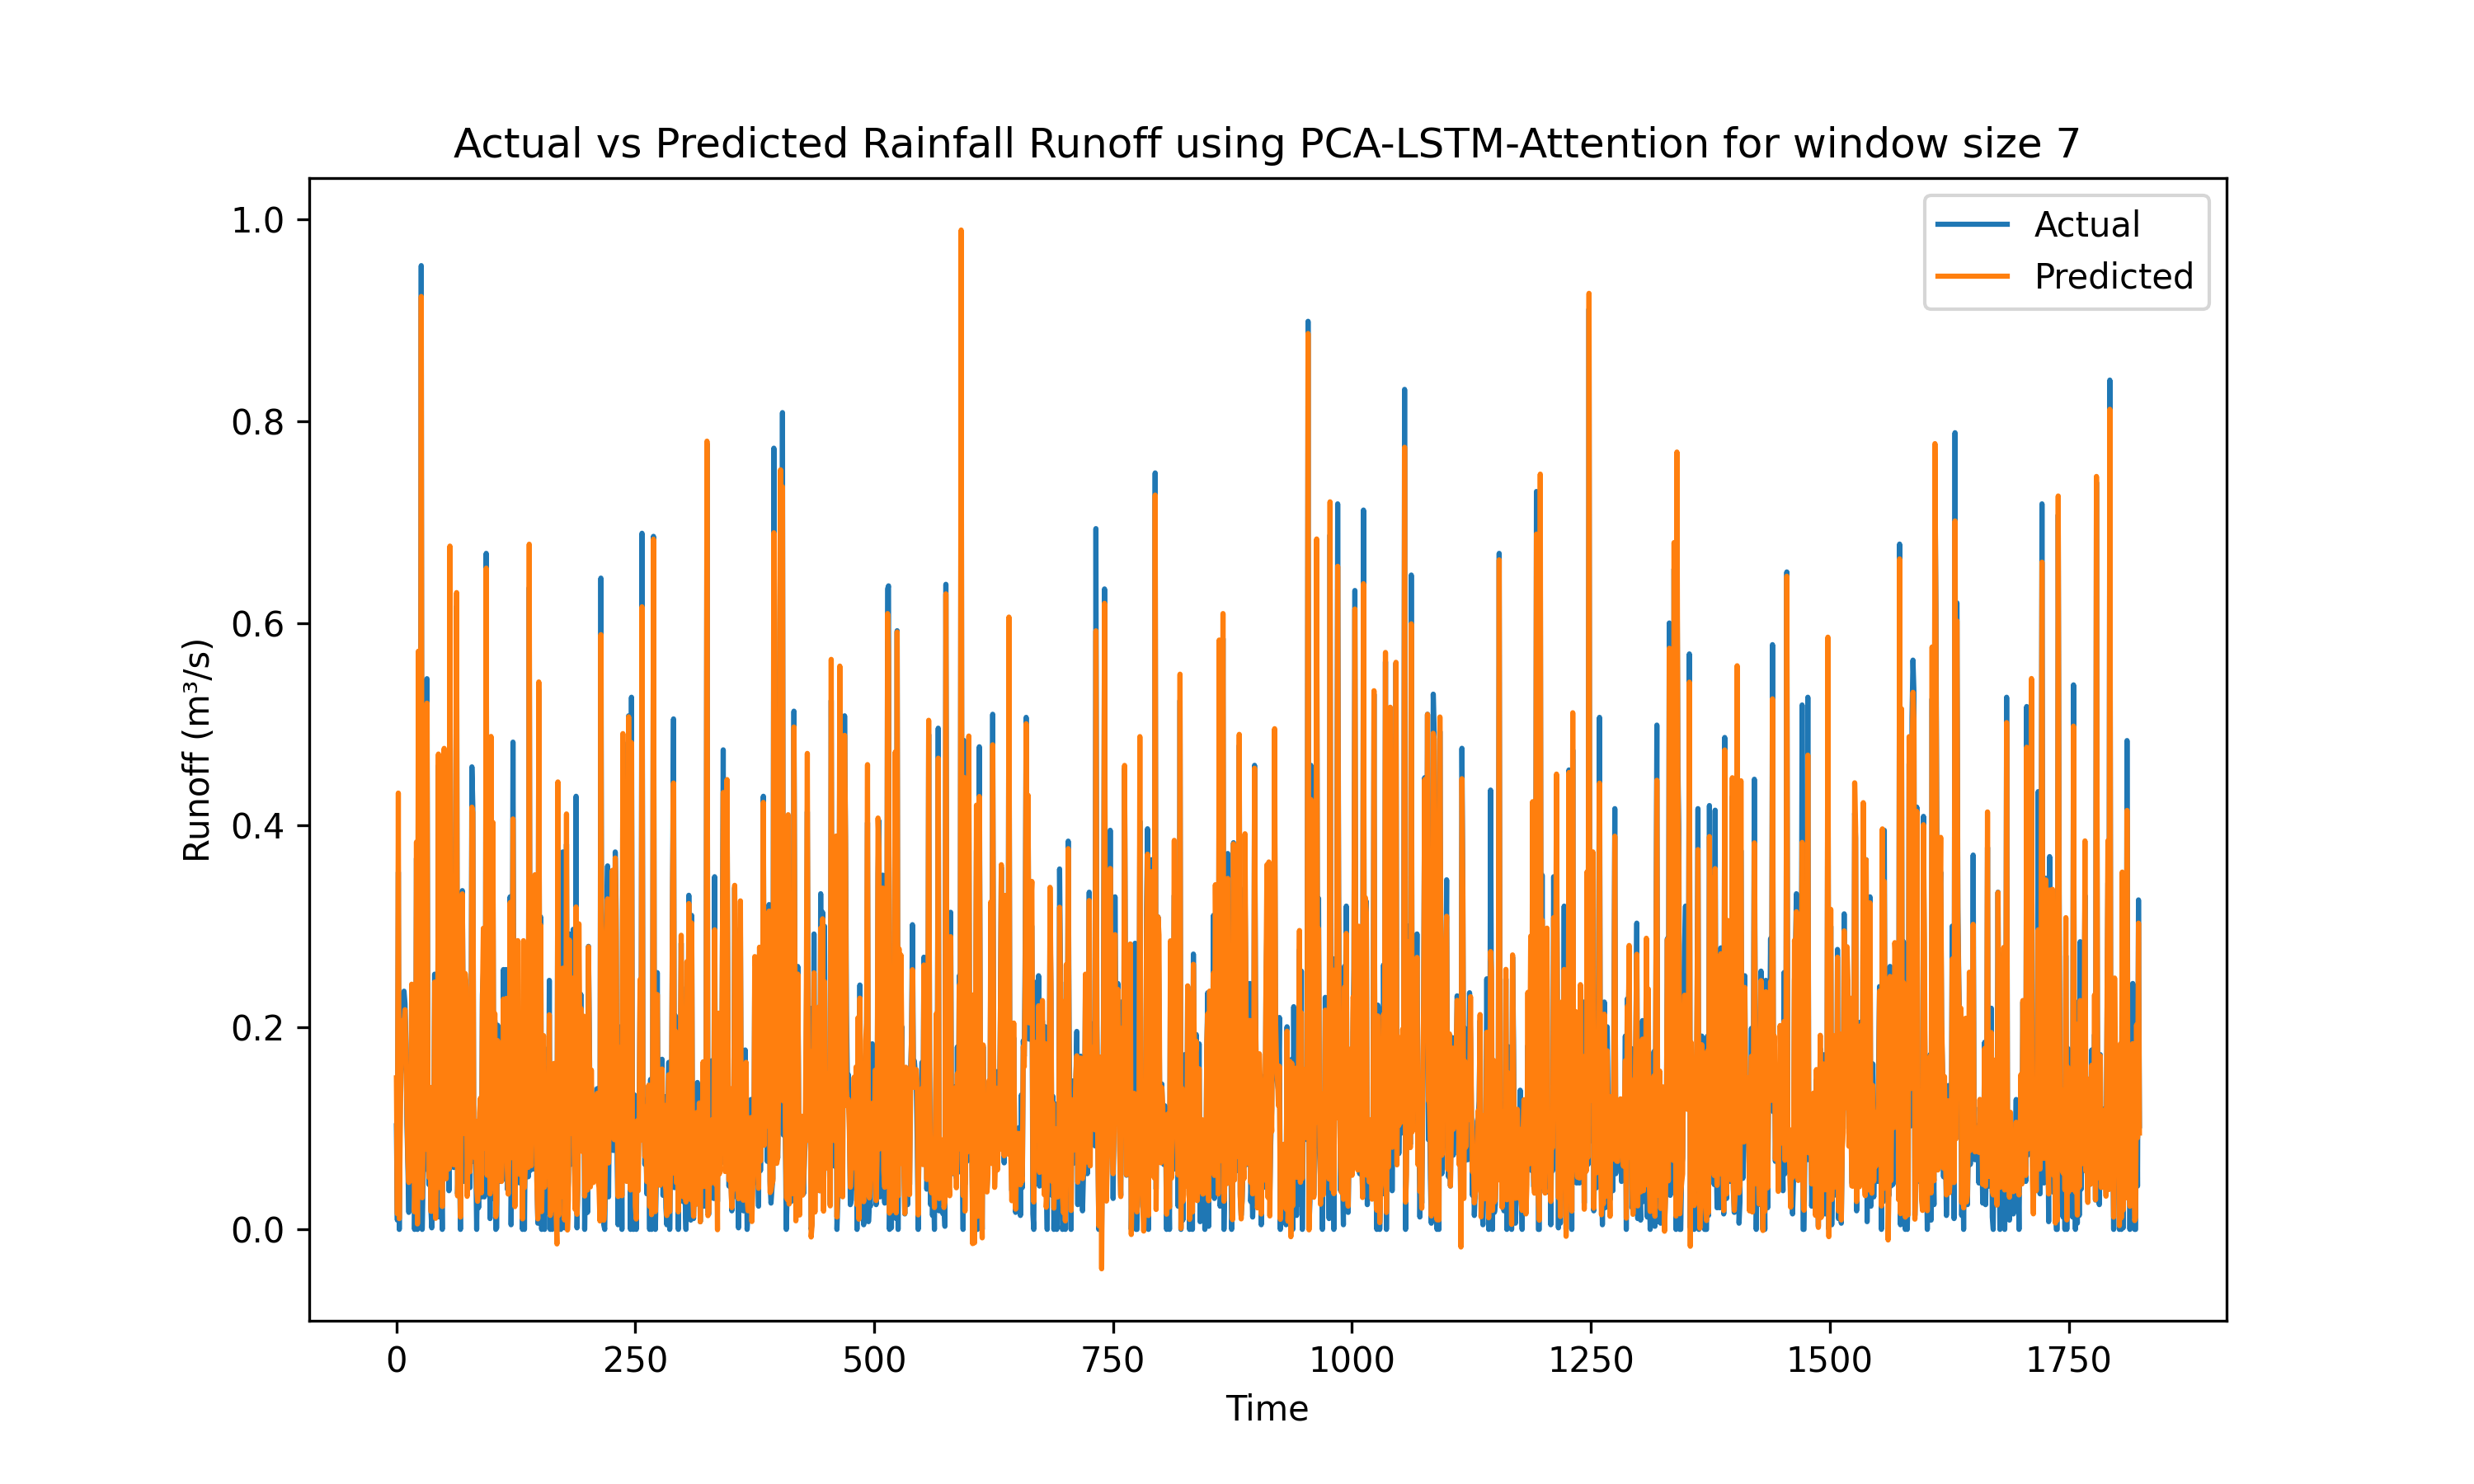 Actual vs Predicted Rainfall Runoff using PCA-LSTM-Attention for window size 7
Actual
Predicted
1.0
0.8
0.6
0.4
0.2
0.0
Runoff (m³/s)
0 250 500 750 1000 1250 1500 1750
Time